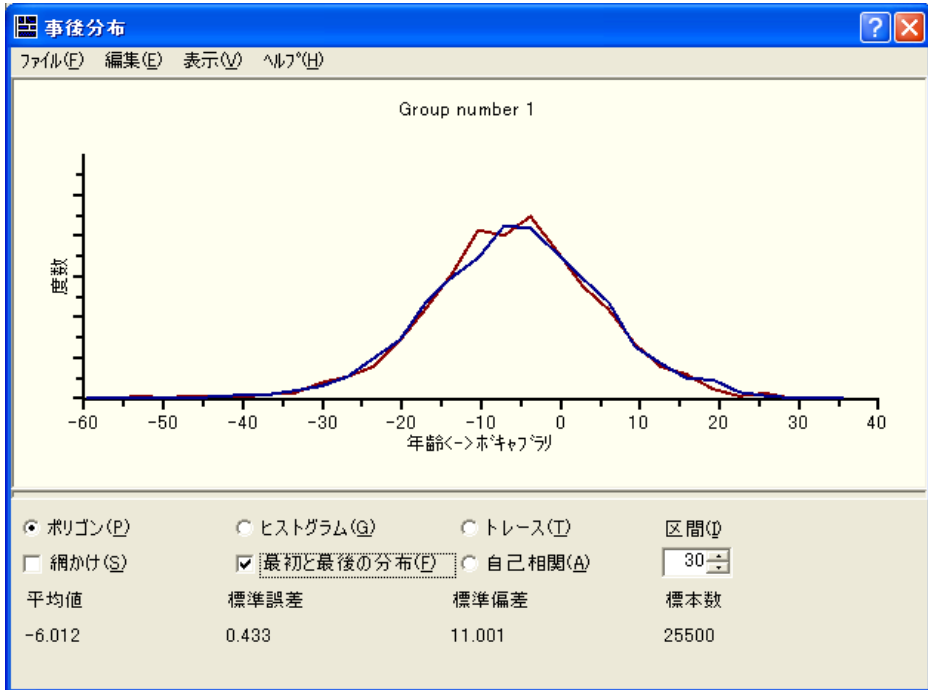 事後分布
ﾌｧｲﾙ(F) 編集(E) 表示(V) ﾍﾙﾌﾟ(H)
Group number 1
度数
-60 -50 -40 -30 -20 -10 0 10 20 30 40
年齢<->ﾎﾞｷｬﾌﾞﾗﾘ
ポリゴン(P) ヒストグラム(G) トレース(T) 区間(I)
網かけ(S) 最初と最後の分布(F) 自己相関(A) 30
平均値 標準誤差 標準偏差 標本数
-6.012 0.433 11.001 25500